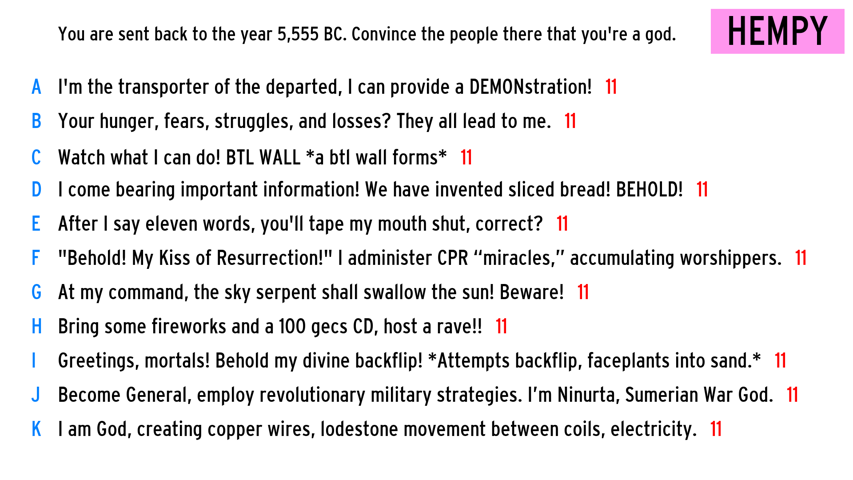 You are sent back to the year 5,555 BC. Convince the people there that you're a god.
HEMPY
A I'm the transporter of the departed, I can provide a DEMONstration! 11
B Your hunger, fears, struggles, and losses? They all lead to me. 11
C Watch what I can do! BTL WALL *a btl wall forms* 11
D I come bearing important information! We have invented sliced bread! BEHOLD! 11
E After I say eleven words, you'll tape my mouth shut, correct? 11
F "Behold! My Kiss of Resurrection!" I administer CPR “miracles,” accumulating worshippers. 11
G At my command, the sky serpent shall swallow the sun! Beware! 11
H Bring some fireworks and a 100 gecs CD, host a rave!! 11
I Greetings, mortals! Behold my divine backflip! *Attempts backflip, faceplants into sand.* 11
J Become General, employ revolutionary military strategies. I’m Ninurta, Sumerian War God. 11
K I am God, creating copper wires, lodestone movement between coils, electricity. 11